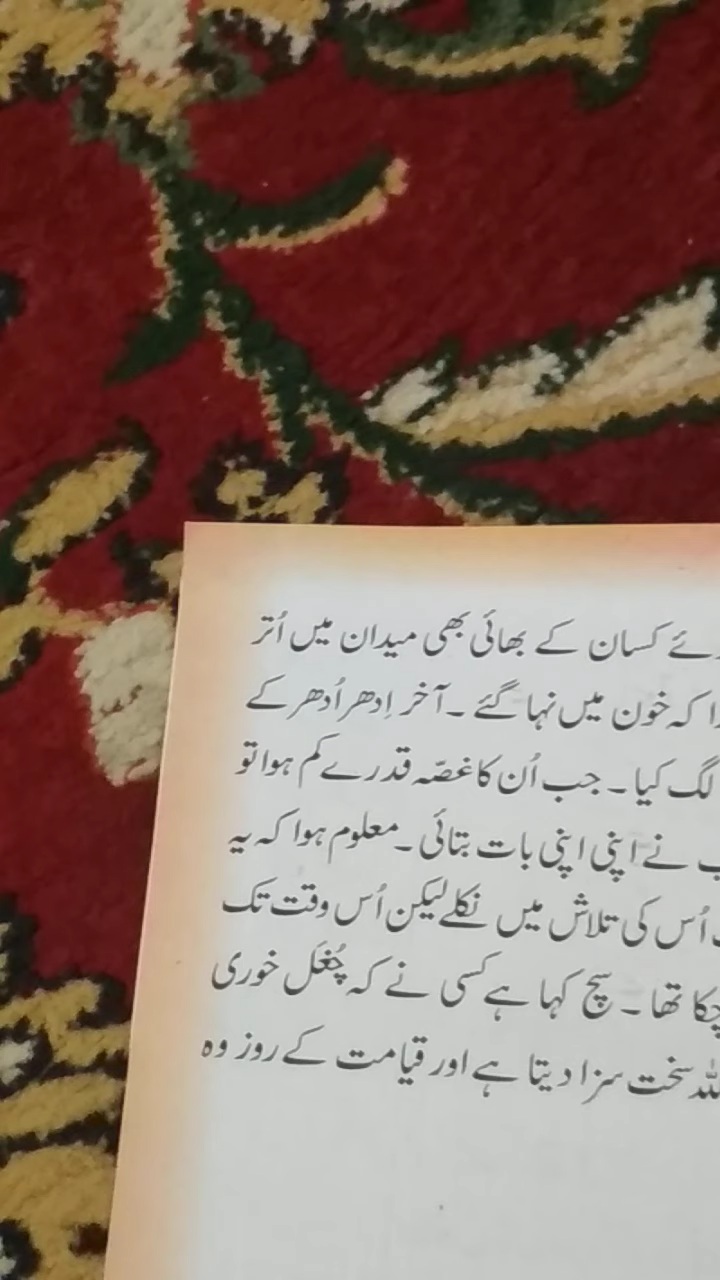 کسان کے بھائی بھی میدان میں اُتر
کہ خون میں نہا گئے ۔ آخر اِدھر اُدھر کے
لگ کیا ۔ جب اُن کا غصّہ قدرے کم ہوا تو
نے اپنی اپنی بات بتائی ۔ معلوم ہوا کہ یہ
اُس کی تلاش میں نکلے لیکن اُس وقت تک
چکا تھا ۔ سچ کہا ہے کسی نے کہ چُغل خوری
سخت سزا دیتا ہے اور قیامت کے روز وہ